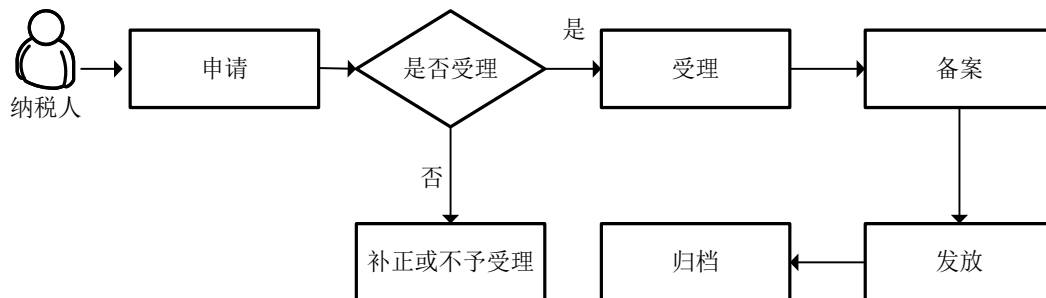 纳税人
申请
是否受理
是
受理
备案
否
补正或不予受理
归档
发放